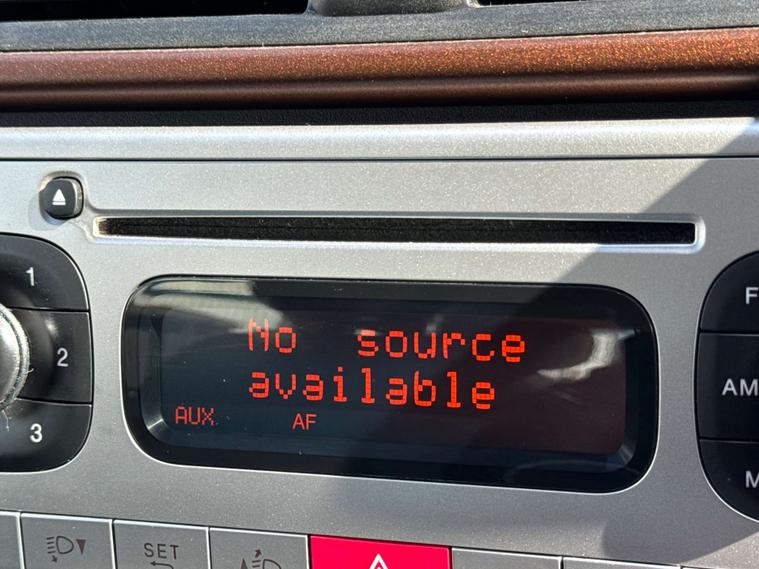 1
No source
2
available
AM
AUX AF
3
SET